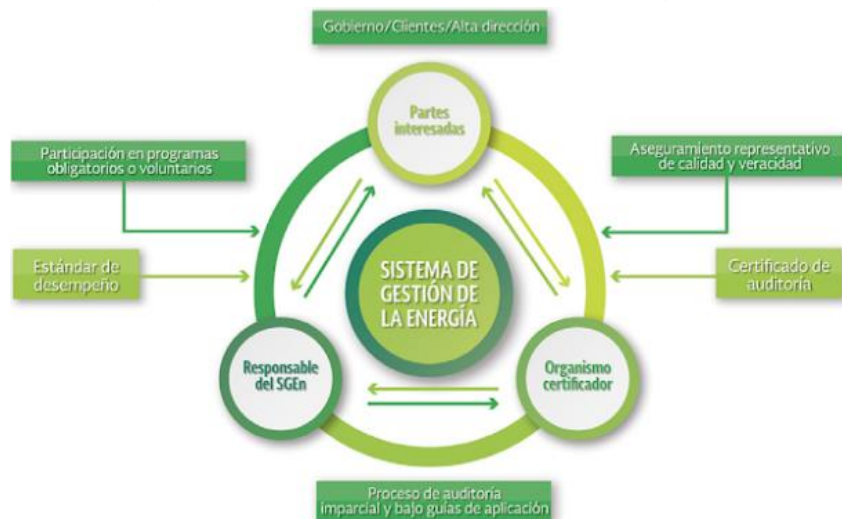 Gobierno/Clientes/Alta dirección
Partes
interesadas
Participación en programas
obligatorios o voluntarios
Aseguramiento representativo
de calidad y veracidad
Estándar de
desempeño
SISTEMA DE
GESTIÓN DE
LA ENERGÍA
Certificado de
auditoría
Responsable
del SGEn
Organismo
certificador
Proceso de auditoría
imparcial y bajo guías de aplicación